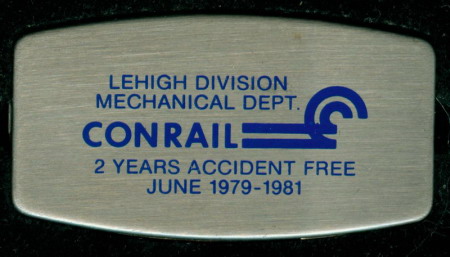 LEHIGH DIVISION
MECHANICAL DEPT.
CONRAIL
2 YEARS ACCIDENT FREE
JUNE 1979-1981